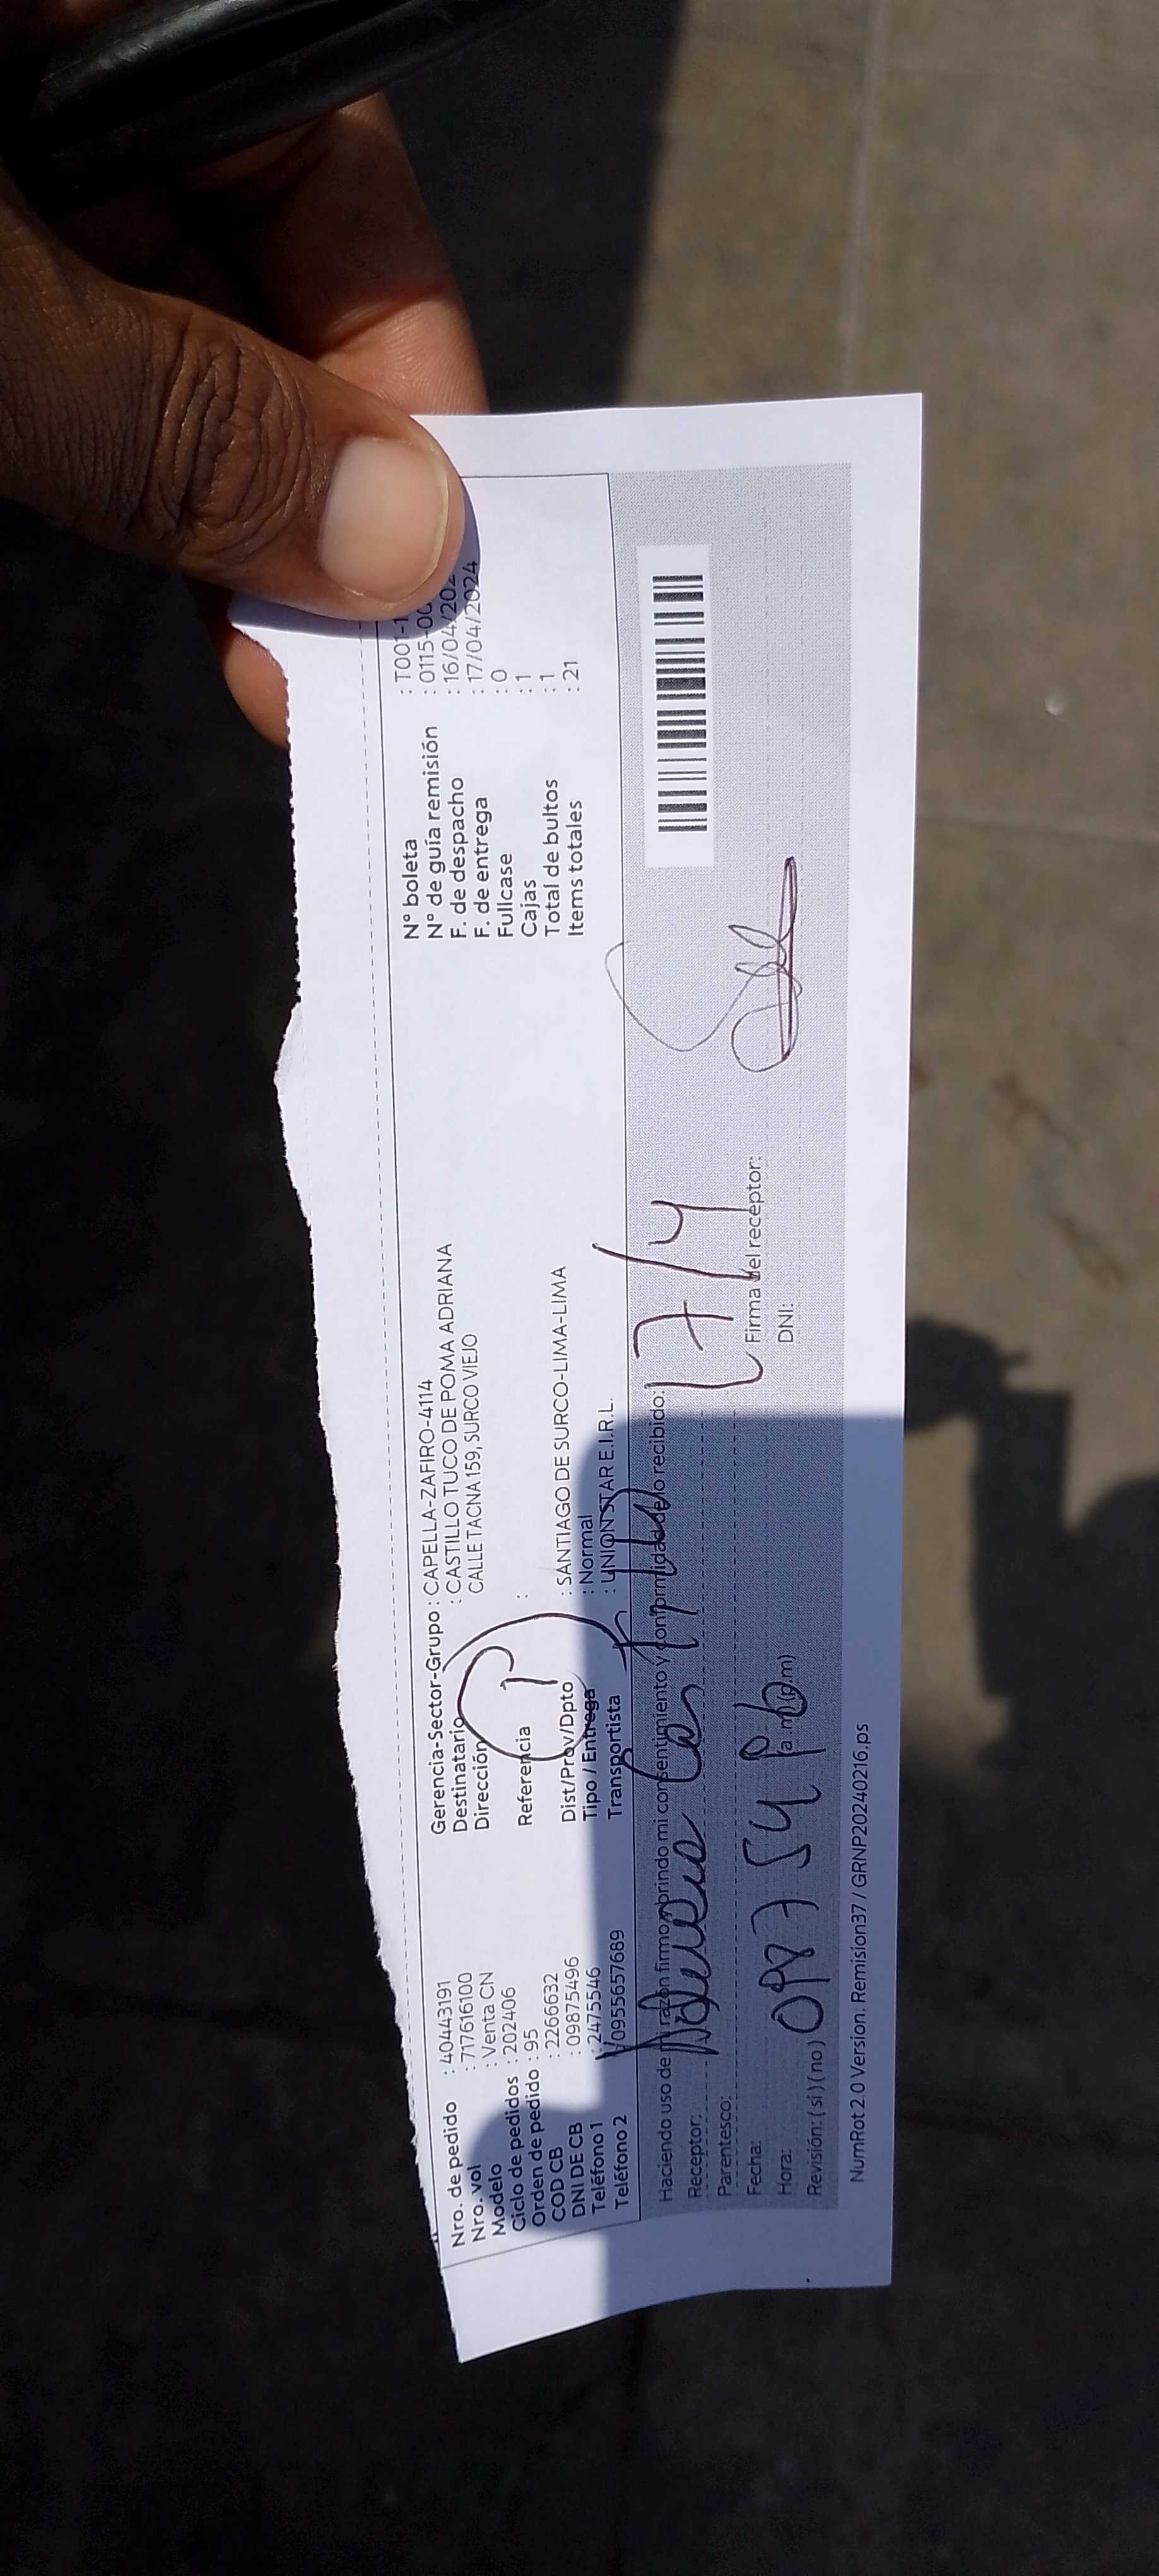 Nro. de pedido : 40443191
Nro. vol : 717616100
Modelo : Venta CN
Ciclo de pedidos : 202406
Orden de pedido : 95
COD CB : 2266632
DNI DE CB : 09875496
Teléfono 1 : 2475546
Teléfono 2 0955657689
Gerencia-Sector-Grupo : CAPELLA-ZAFIRO-4114
Destinatario : CASTILLO TUCO DE POMA ADRIANA
Dirección CALLE TACNA 159, SURCO VIEJO
Referencia :
Dist/Prov/Dpto : SANTIAGO DE SURCO-LIMA-LIMA
Tipo / Entrega : Normal
Transportista : UNIONSTAR E.I.R.L.
N° boleta : T001-1
N° de guía remisión : 0115-00
F. de despacho : 16/04/202
F. de entrega : 17/04/2024
Fullcase : 0
Cajas : 1
Total de bultos : 1
Items totales : 21
Haciendo uso de mi razón firmo y brindo mi consentimiento y conformidad de lo recibido:
17/4
Receptor:
Parentesco:
Fecha: Firma del receptor:
Hora: (a.m)(p.m) DNI:
Revisión: (si) (no)
NumRot 2.0 Version: Remision37 / GRNP20240216.ps